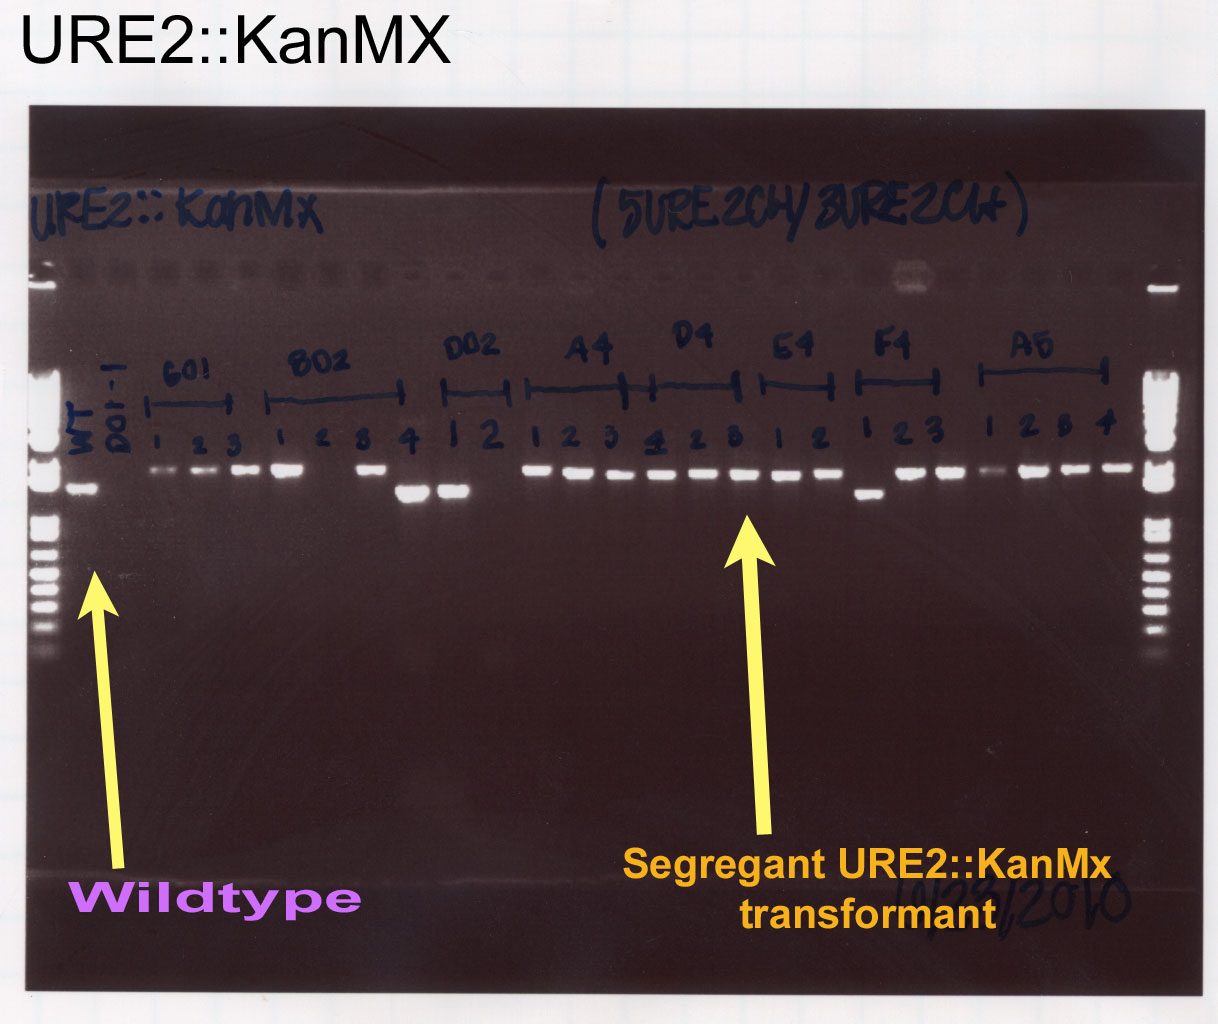 URE2::KanMX
URE2::KanMx (5URE2CH/3URE2CH)
WT D01-1 G01 B02 D02 A4 D4 E4 F4 A5
1 2 3 1 2 3 4 1 2 1 2 3 1 2 3 1 2 1 2 3 1 2 3 4
Wildtype
Segregant URE2::KanMx
transformant
2010